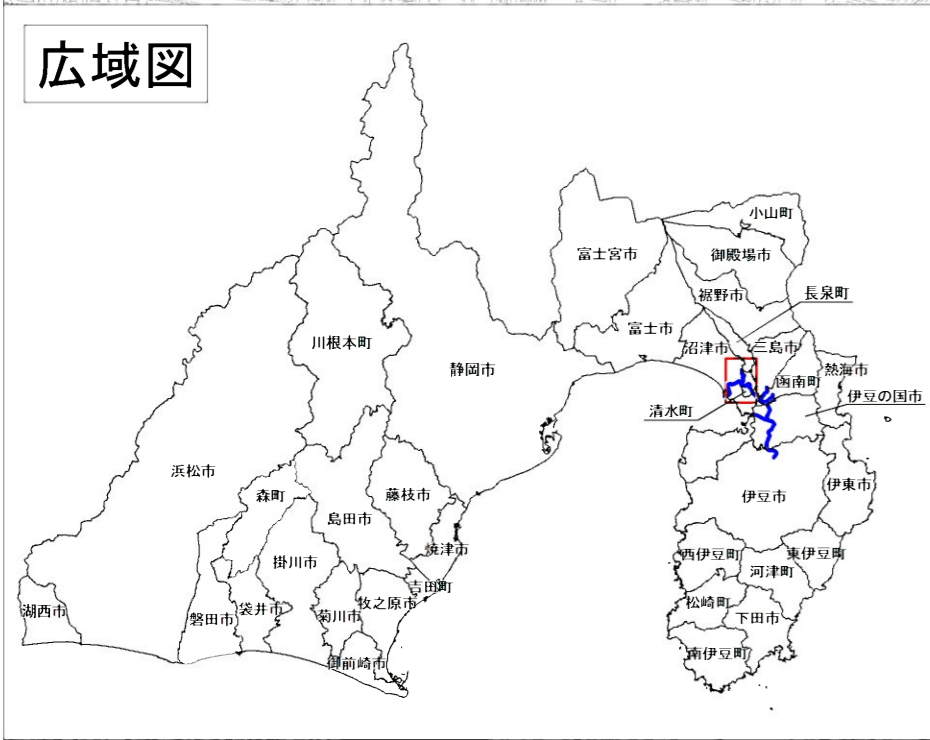 広域図
小山町
富士宮市
御殿場市
裾野市
長泉町
富士市
川根本町
沼津市
三島市
静岡市
熱海市
函南町
伊豆の国市
清水町
浜松市
伊東市
藤枝市
森町
伊豆市
島田市
焼津市
西伊豆町
東伊豆町
掛川市
河津町
吉田町
牧之原市
松崎町
湖西市
袋井市
磐田市
菊川市
下田市
南伊豆町
御前崎市